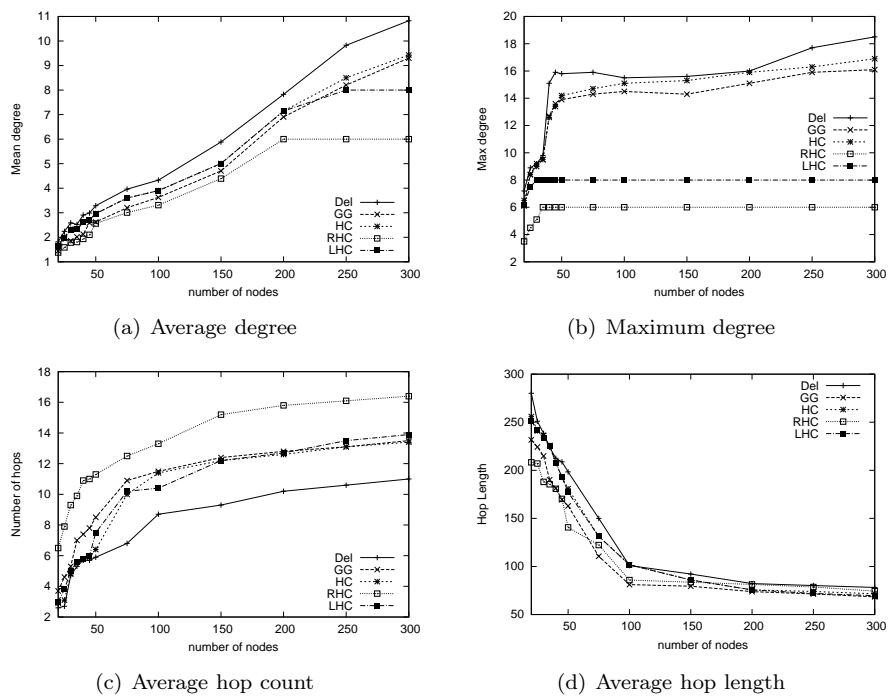 11
10
9
8
7
6
5
4
3
2
1
50 100 150 200 250 300
Mean degree
number of nodes
Del
GG
HC
RHC
LHC
(a) Average degree
20
18
16
14
12
10
8
6
4
2
50 100 150 200 250 300
Max degree
number of nodes
Del
GG
HC
RHC
LHC
(b) Maximum degree
18
16
14
12
10
8
6
4
2
50 100 150 200 250 300
Number of hops
number of nodes
Del
GG
HC
RHC
LHC
(c) Average hop count
300
250
200
150
100
50
50 100 150 200 250 300
Hop Length
number of nodes
Del
GG
HC
RHC
LHC
(d) Average hop length